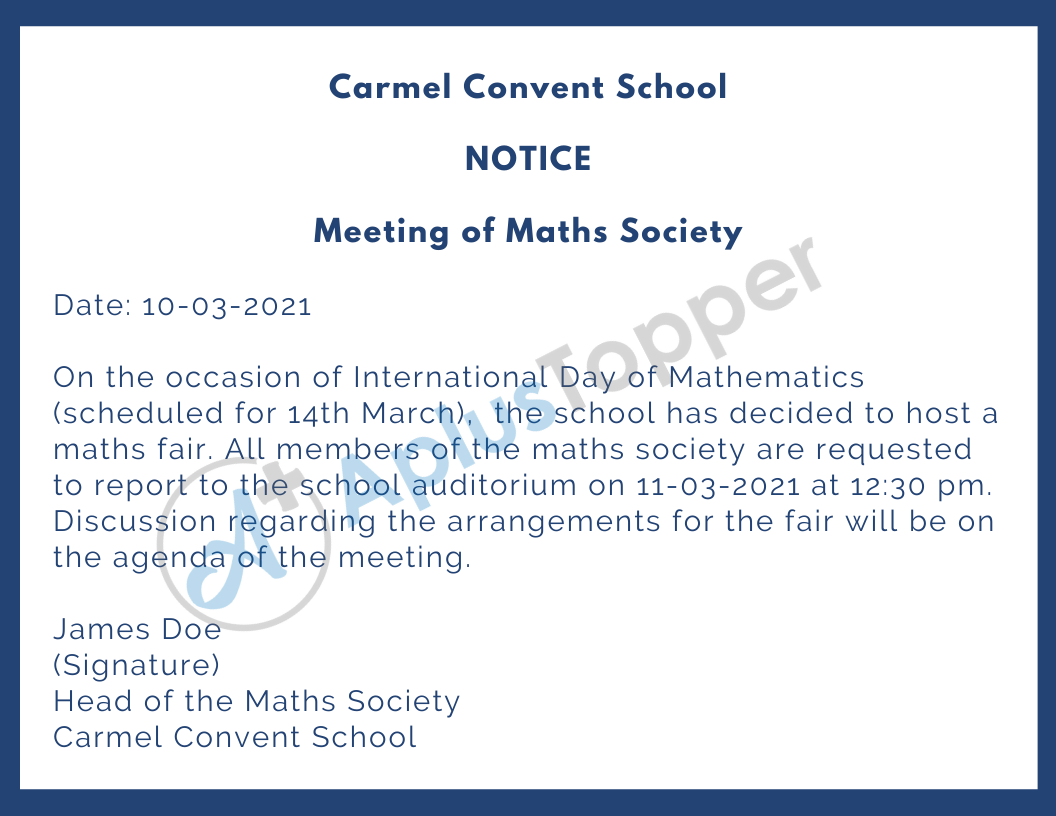 Carmel Convent School
NOTICE
Meeting of Maths Society
Date: 10-03-2021
On the occasion of International Day of Mathematics
(scheduled for 14th March),  the school has decided to host a
maths fair. All members of the maths society are requested
to report to the school auditorium on 11-03-2021 at 12:30 pm.
Discussion regarding the arrangements for the fair will be on
the agenda of the meeting.
James Doe
(Signature)
Head of the Maths Society
Carmel Convent School
A+ AplusTopper